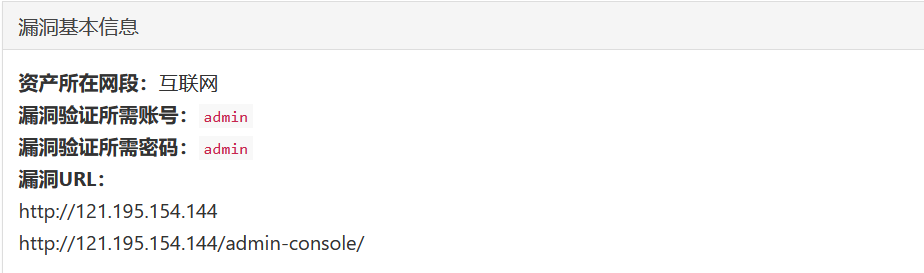 漏洞基本信息
资产所在网段：互联网
漏洞验证所需账号：admin
漏洞验证所需密码：admin
漏洞URL：
http://121.195.154.144
http://121.195.154.144/admin-console/